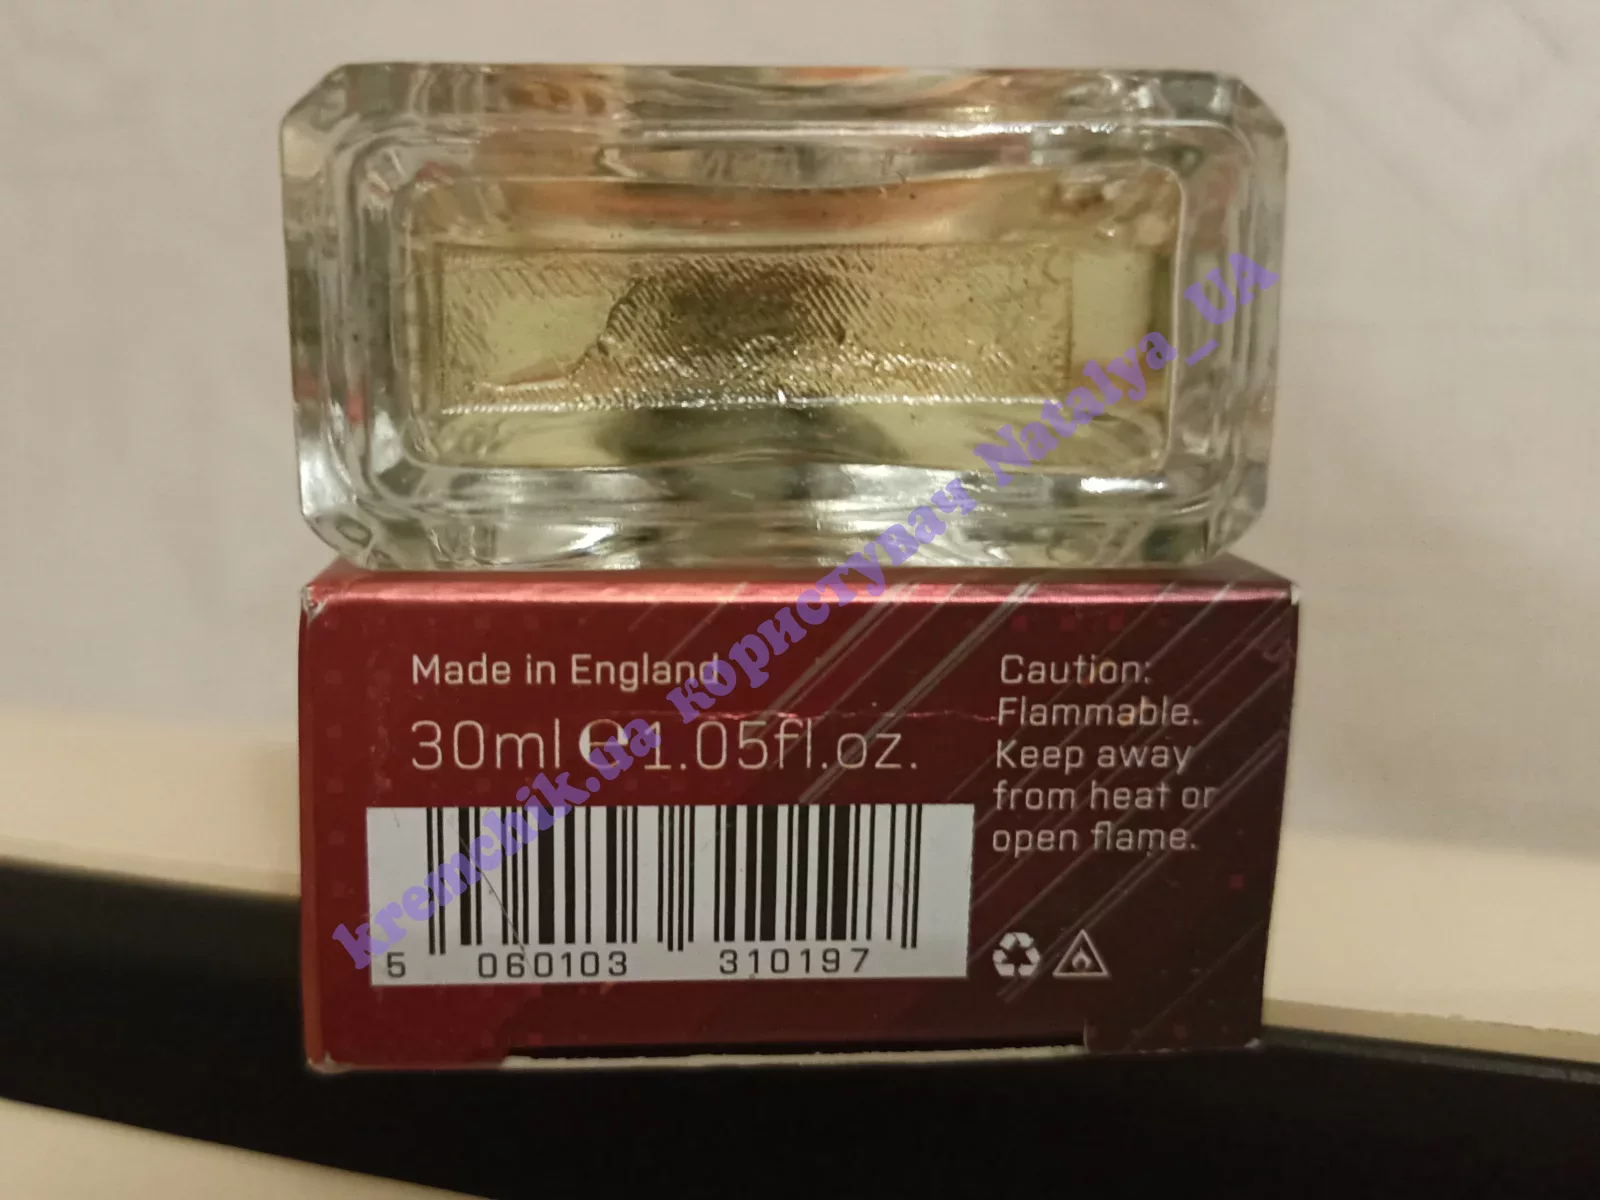 Made in England
30ml ℮ 1.05fl.oz.
Caution:
Flammable.
Keep away
from heat or
open flame.
5 060103 310197
kremchik.ua користувач Natalya_UA